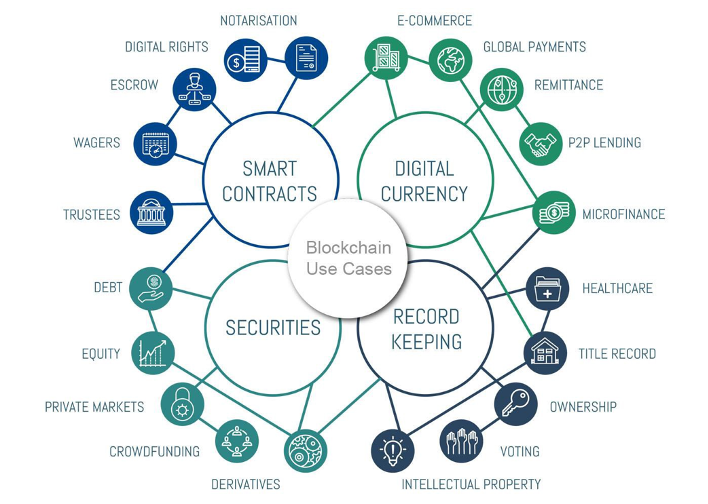 NOTARISATION
E-COMMERCE
DIGITAL RIGHTS
GLOBAL PAYMENTS
ESCROW
REMITTANCE
WAGERS
P2P LENDING
SMART
CONTRACTS
DIGITAL
CURRENCY
TRUSTEES
MICROFINANCE
Blockchain
Use Cases
DEBT
HEALTHCARE
SECURITIES
RECORD
KEEPING
EQUITY
TITLE RECORD
PRIVATE MARKETS
OWNERSHIP
CROWDFUNDING
VOTING
DERIVATIVES
INTELLECTUAL PROPERTY